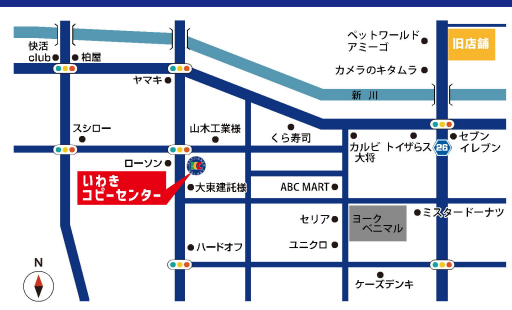 ペットワールド
アミーゴ
旧店舗
快活
club
柏屋
カメラのキタムラ
ヤマキ
新川
スシロー
山木工業様
くら寿司
カルビ
大将
トイザらス
セブン
イレブン
26
ローソン
いわき
コピーセンター
大東建託様
ABC MART
セリア
ヨーク
ベニマル
ミスタードーナツ
ハードオフ
ユニクロ
ケーズデンキ
N